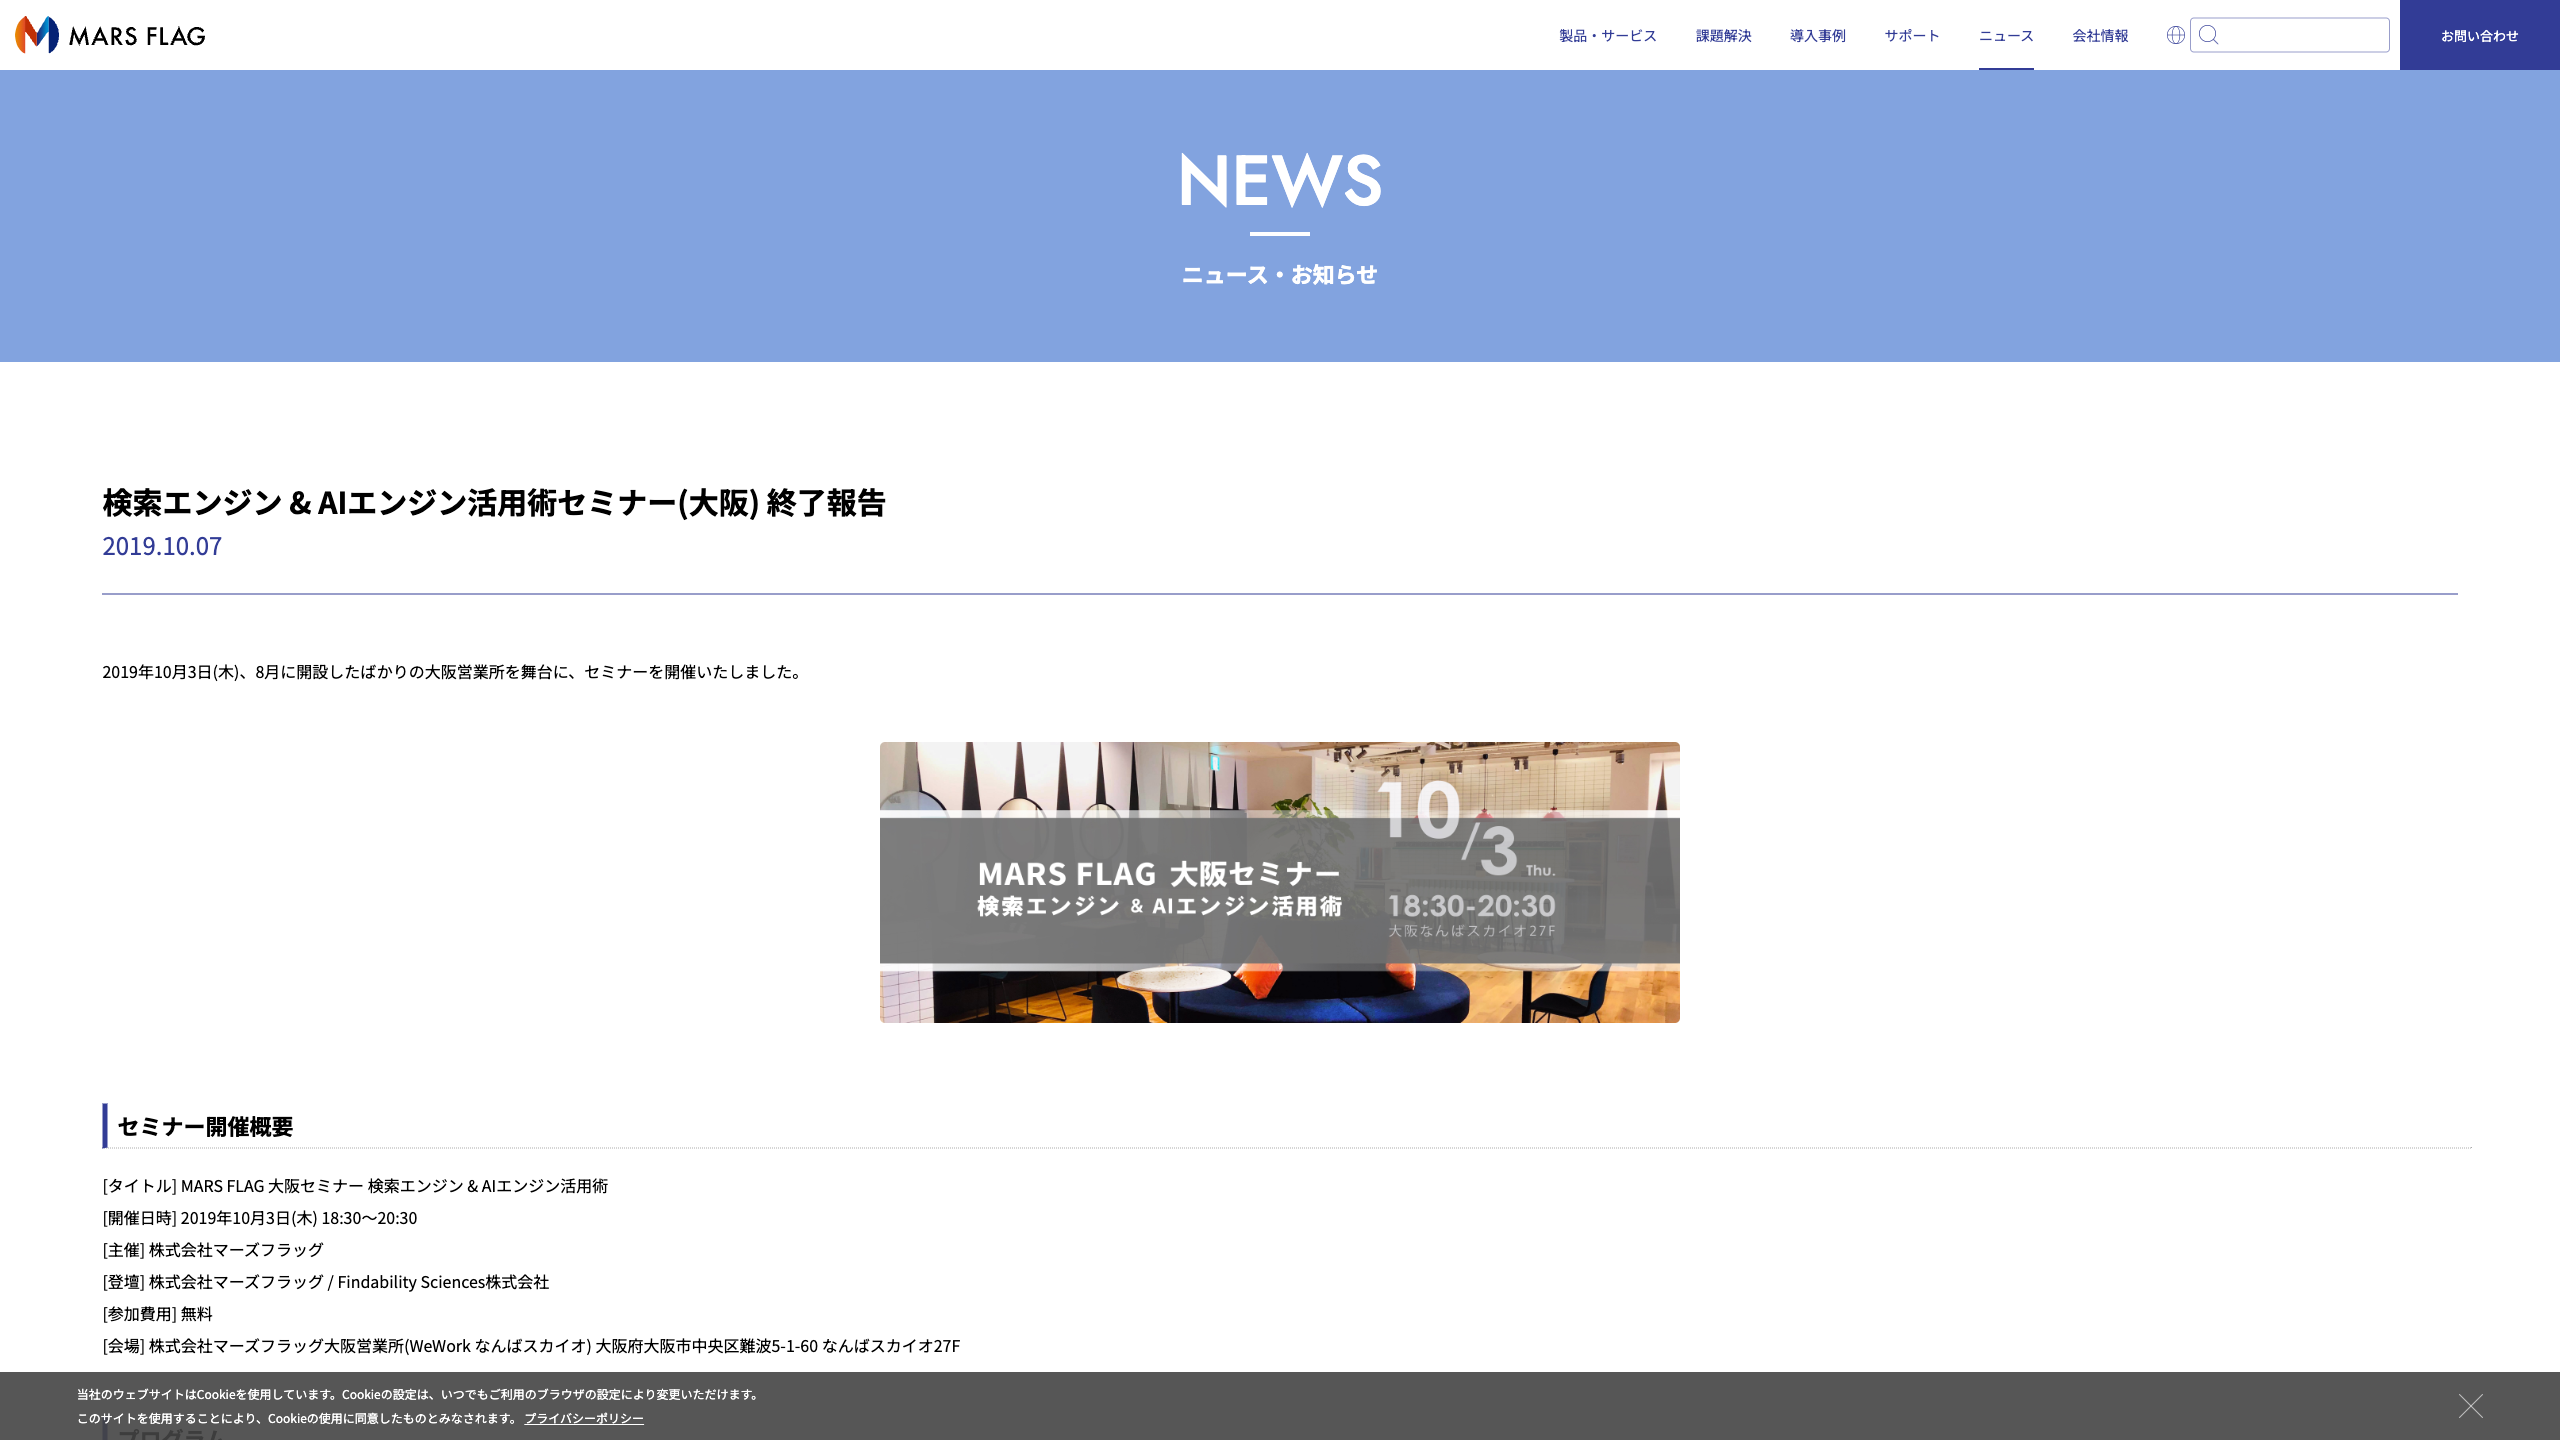 MARS FLAG
製品・サービス 課題解決 導入事例 サポート ニュース 会社情報 お問い合わせ
NEWS
ニュース・お知らせ
検索エンジン & AIエンジン活用術セミナー(大阪) 終了報告
2019.10.07
2019年10月3日(木)、8月に開設したばかりの大阪営業所を舞台に、セミナーを開催いたしました。
MARS FLAG 大阪セミナー
検索エンジン & AIエンジン活用術
10/3 Thu.
18:30-20:30
大阪なんばスカイオ27F
セミナー開催概要
[タイトル] MARS FLAG 大阪セミナー 検索エンジン & AIエンジン活用術
[開催日時] 2019年10月3日(木) 18:30〜20:30
[主催] 株式会社マーズフラッグ
[登壇] 株式会社マーズフラッグ / Findability Sciences株式会社
[参加費用] 無料
[会場] 株式会社マーズフラッグ大阪営業所(WeWork なんばスカイオ) 大阪府大阪市中央区難波5-1-60 なんばスカイオ27F
当社のウェブサイトはCookieを使用しています。Cookieの設定は、いつでもご利用のブラウザの設定により変更いただけます。
このサイトを使用することにより、Cookieの使用に同意したものとみなされます。 プライバシーポリシー
プログラム